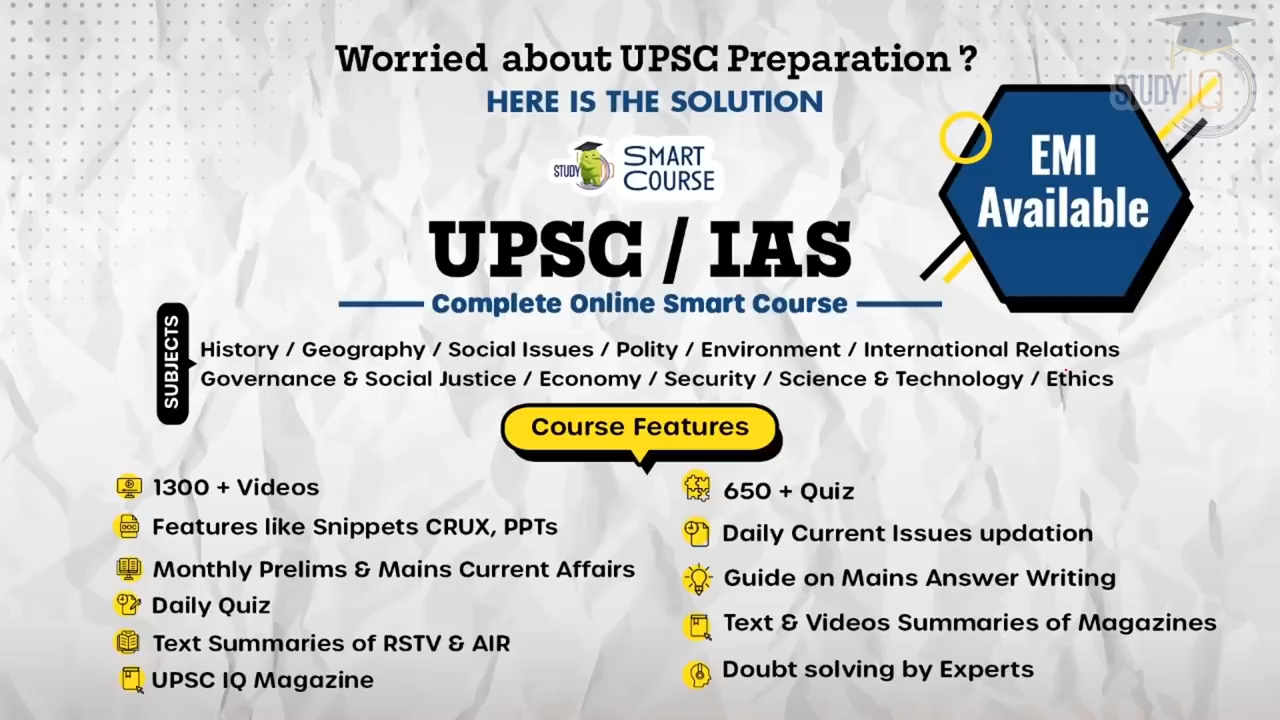 Worried about UPSC Preparation ?
HERE IS THE SOLUTION
STUDY IQ
STUDY IQ
SMART
COURSE
EMI
Available
UPSC / IAS
Complete Online Smart Course
SUBJECTS
History / Geography / Social Issues / Polity / Environment / International Relations
Governance & Social Justice / Economy / Security / Science & Technology / Ethics
Course Features
1300 + Videos
Features like Snippets CRUX, PPTs
DOC
Monthly Prelims & Mains Current Affairs
Daily Quiz
Text Summaries of RSTV & AIR
UPSC IQ Magazine
650 + Quiz
Daily Current Issues updation
Guide on Mains Answer Writing
Text & Videos Summaries of Magazines
Doubt solving by Experts